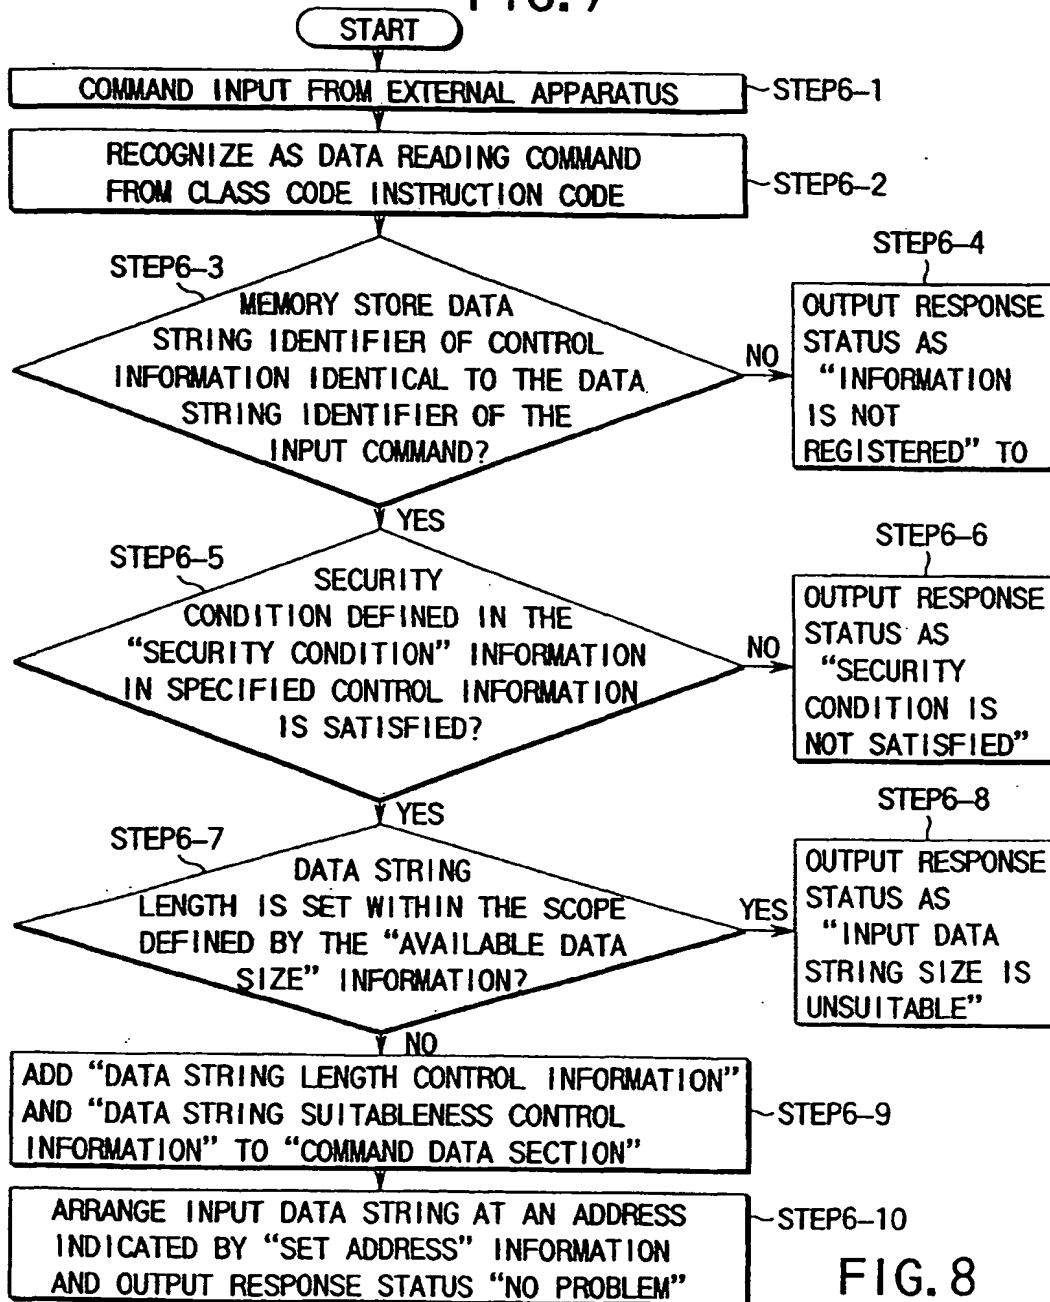 FIG. 7
START
COMMAND INPUT FROM EXTERNAL APPARATUS
STEP6-1
RECOGNIZE AS DATA READING COMMAND
FROM CLASS CODE INSTRUCTION CODE
STEP6-2
STEP6-3
MEMORY STORE DATA
STRING IDENTIFIER OF CONTROL
INFORMATION IDENTICAL TO THE DATA
STRING IDENTIFIER OF THE
INPUT COMMAND?
NO
STEP6-4
OUTPUT RESPONSE
STATUS AS
“INFORMATION
IS NOT
REGISTERED” TO
YES
STEP6-5
SECURITY
CONDITION DEFINED IN THE
“SECURITY CONDITION” INFORMATION
IN SPECIFIED CONTROL INFORMATION
IS SATISFIED?
NO
STEP6-6
OUTPUT RESPONSE
STATUS AS
“SECURITY
CONDITION IS
NOT SATISFIED”
YES
STEP6-7
DATA STRING
LENGTH IS SET WITHIN THE SCOPE
DEFINED BY THE “AVAILABLE DATA
SIZE” INFORMATION?
YES
STEP6-8
OUTPUT RESPONSE
STATUS AS
“INPUT DATA
STRING SIZE IS
UNSUITABLE”
NO
ADD “DATA STRING LENGTH CONTROL INFORMATION”
AND “DATA STRING SUITABLENESS CONTROL
INFORMATION” TO “COMMAND DATA SECTION”
STEP6-9
ARRANGE INPUT DATA STRING AT AN ADDRESS
INDICATED BY “SET ADDRESS” INFORMATION
AND OUTPUT RESPONSE STATUS “NO PROBLEM”
STEP6-10
FIG. 8